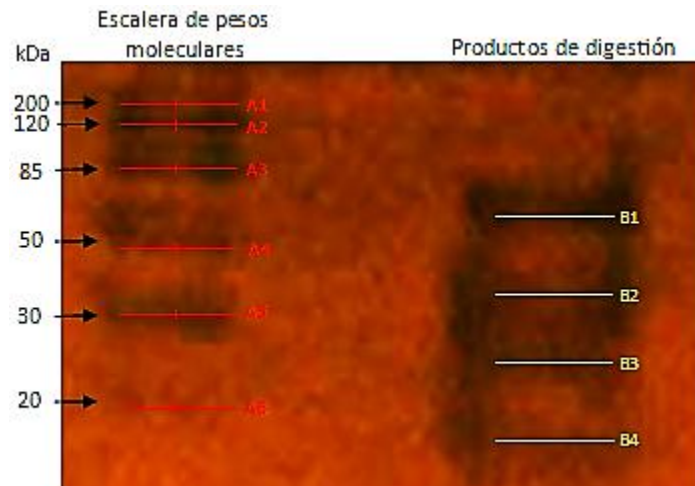 Escalera de pesos
moleculares
Productos de digestión
kDa
200
A1
120
A2
85
A3
B1
50
A4
B2
30
A5
B3
20
A6
B4